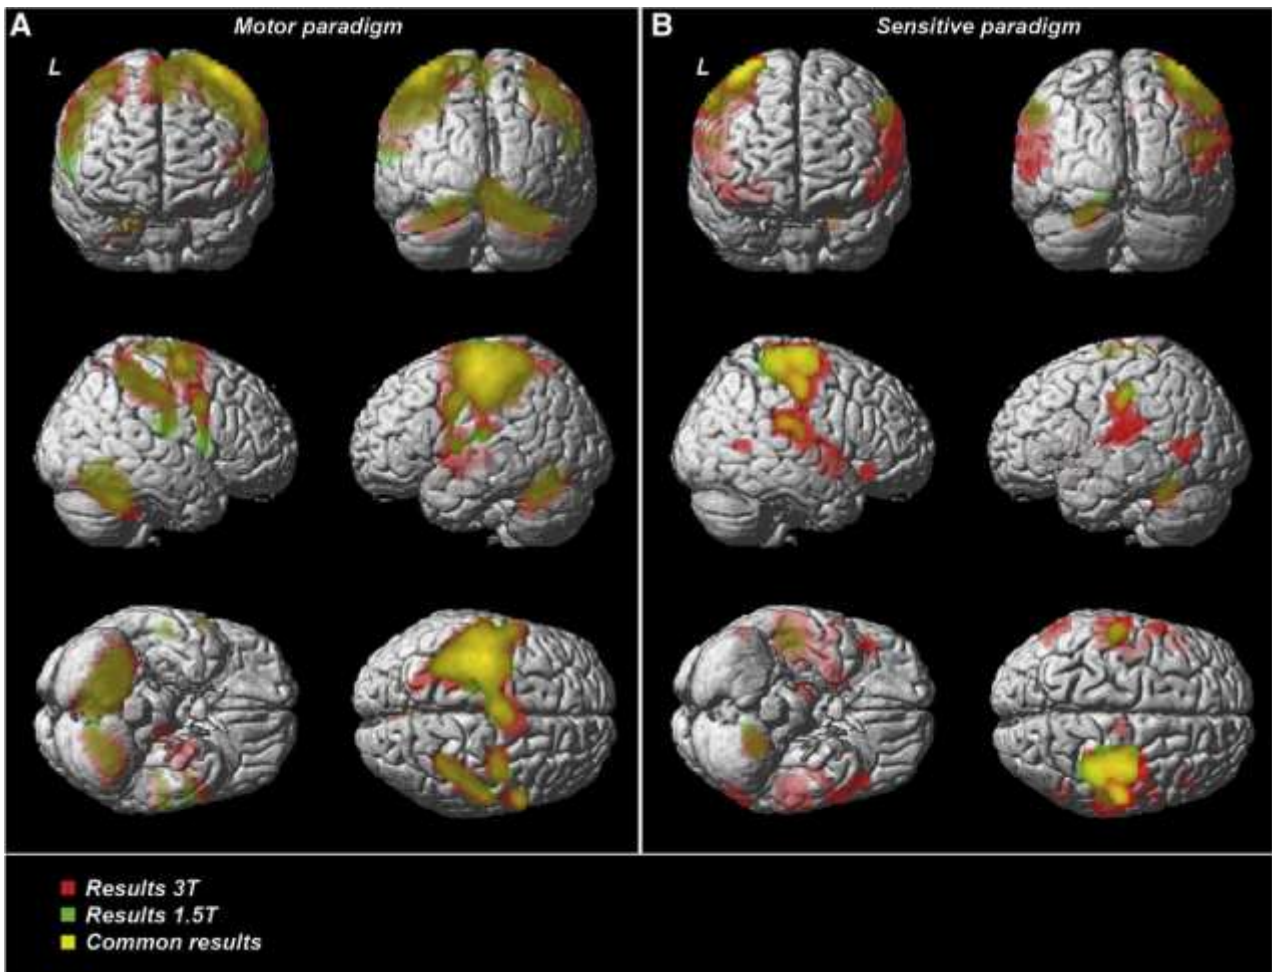 A
Motor paradigm
L
B
Sensitive paradigm
L
Results 3T
Results 1.5T
Common results